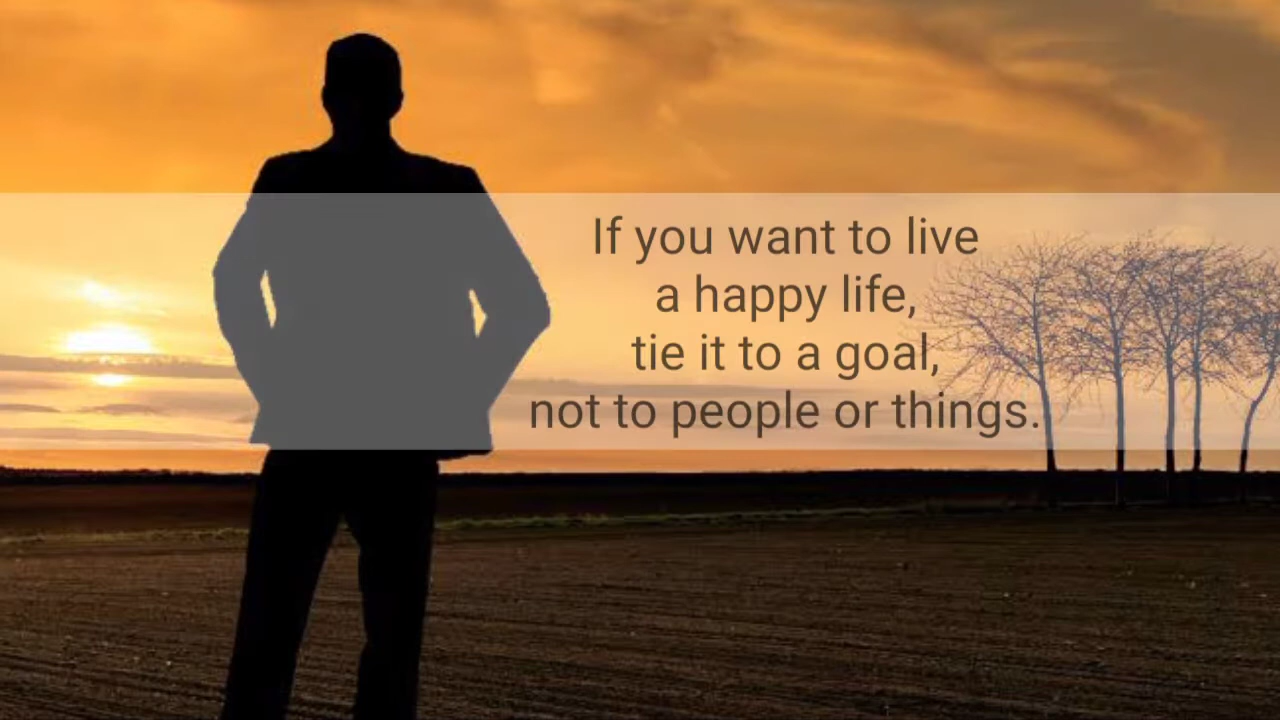 If you want to live
a happy life,
tie it to a goal,
not to people or things.